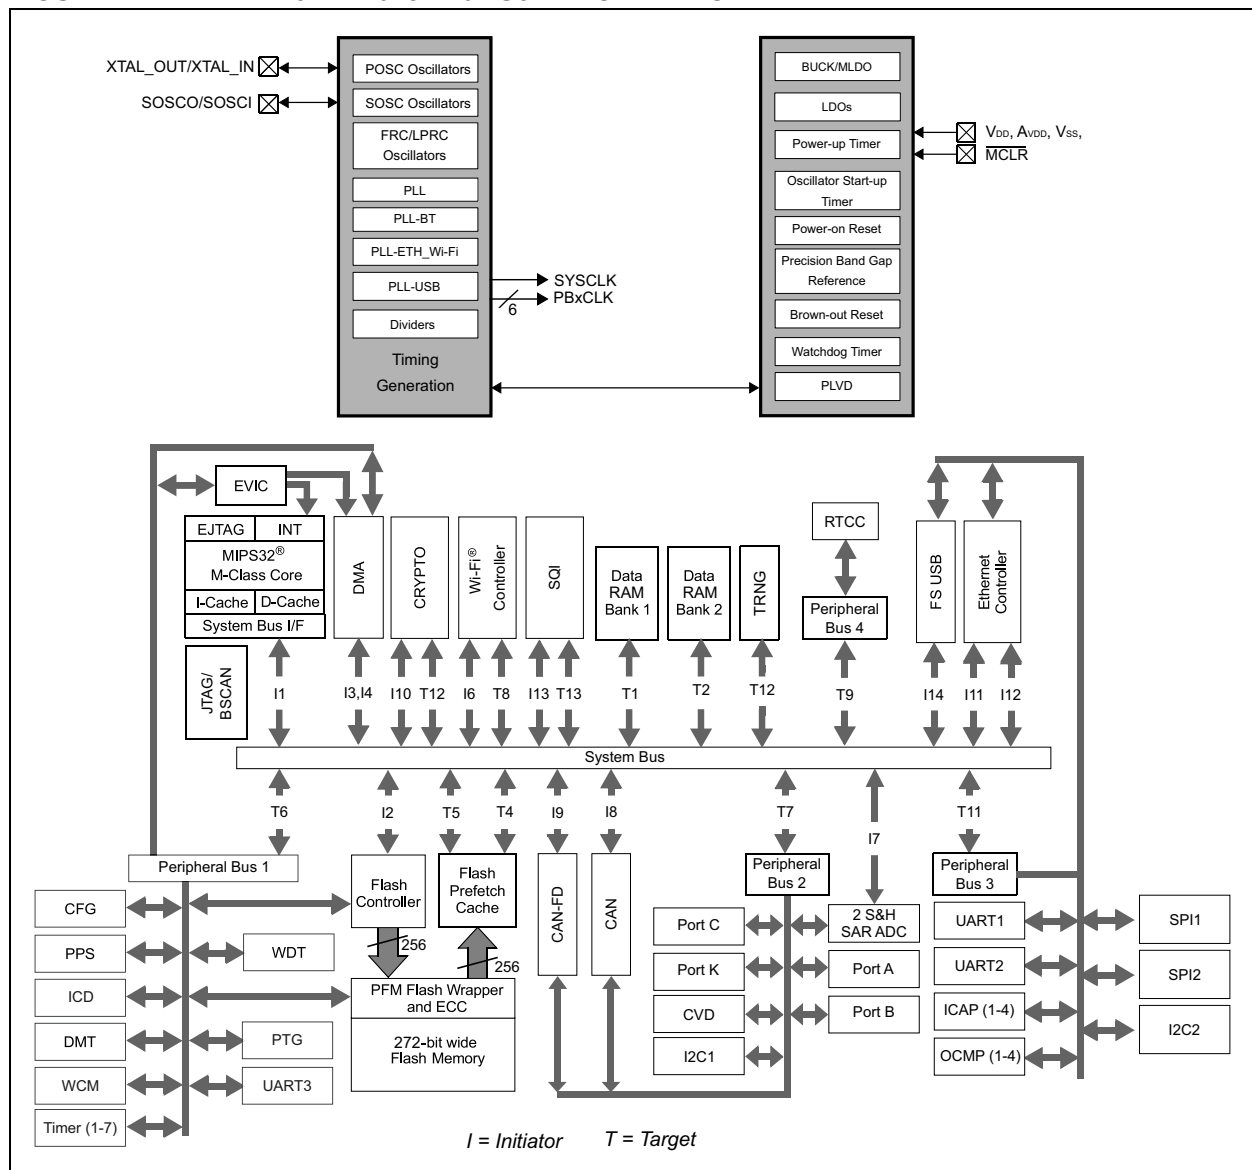 XTAL_OUT/XTAL_IN
SOSCO/SOSCI
POSC Oscillators
SOSC Oscillators
FRC/LPRC
Oscillators
PLL
PLL-BT
PLL-ETH_Wi-Fi
PLL-USB
Dividers
Timing
Generation
SYSCLK
PBxCLK
6
BUCK/MLDO
LDOs
Power-up Timer
Oscillator Start-up
Timer
Power-on Reset
Precision Band Gap
Reference
Brown-out Reset
Watchdog Timer
PLVD
VDD, AVDD, VSS,
MCLR
EVIC
EJTAG
INT
MIPS32®
M-Class Core
I-Cache
D-Cache
System Bus I/F
JTAG/
BSCAN
DMA
CRYPTO
Wi-Fi®
Controller
SQI
Data
RAM
Bank 1
Data
RAM
Bank 2
TRNG
RTCC
Peripheral
Bus 4
FS USB
Ethernet
Controller
I1
I3,I4
I10
T12
I6
T8
I13
T13
T1
T2
T12
T9
I14
I11
I12
System Bus
T6
I2
T5
T4
I9
I8
T7
I7
T11
Peripheral Bus 1
Flash
Controller
Flash
Prefetch
Cache
CAN-FD
CAN
Peripheral
Bus 2
2 S&H
SAR ADC
Peripheral
Bus 3
CFG
PPS
ICD
DMT
WCM
Timer (1-7)
WDT
PTG
UART3
256
256
PFM Flash Wrapper
and ECC
272-bit wide
Flash Memory
Port C
Port K
CVD
I2C1
Port A
Port B
UART1
UART2
ICAP (1-4)
OCMP (1-4)
SPI1
SPI2
I2C2
I = Initiator
T = Target